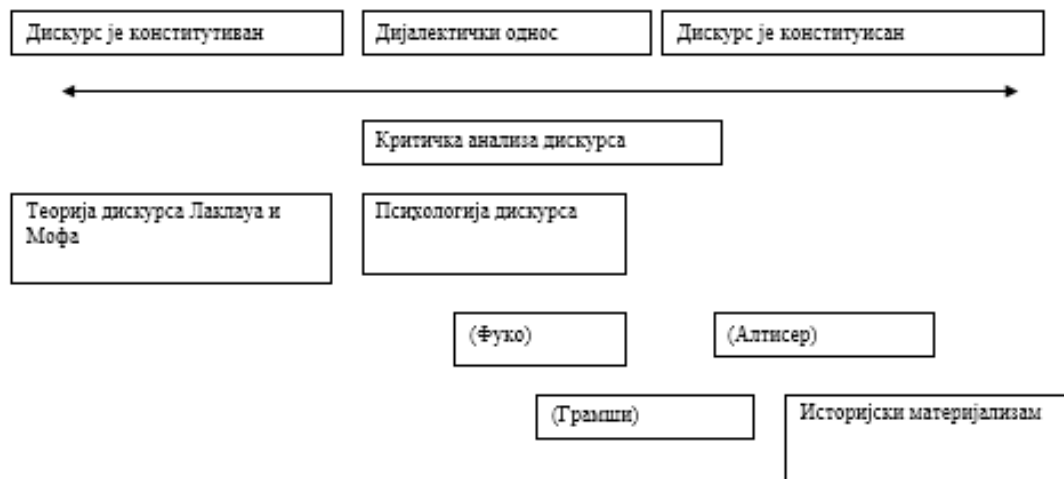 Дискурс је конститутиван
Дијалектички однос
Дискурс је конституисан
Критичка анализа дискурса
Теорија дискурса Лаклауа и
Мофа
Психологија дискурса
(Фуко)
(Алтисер)
(Грамши)
Историјски материјализам